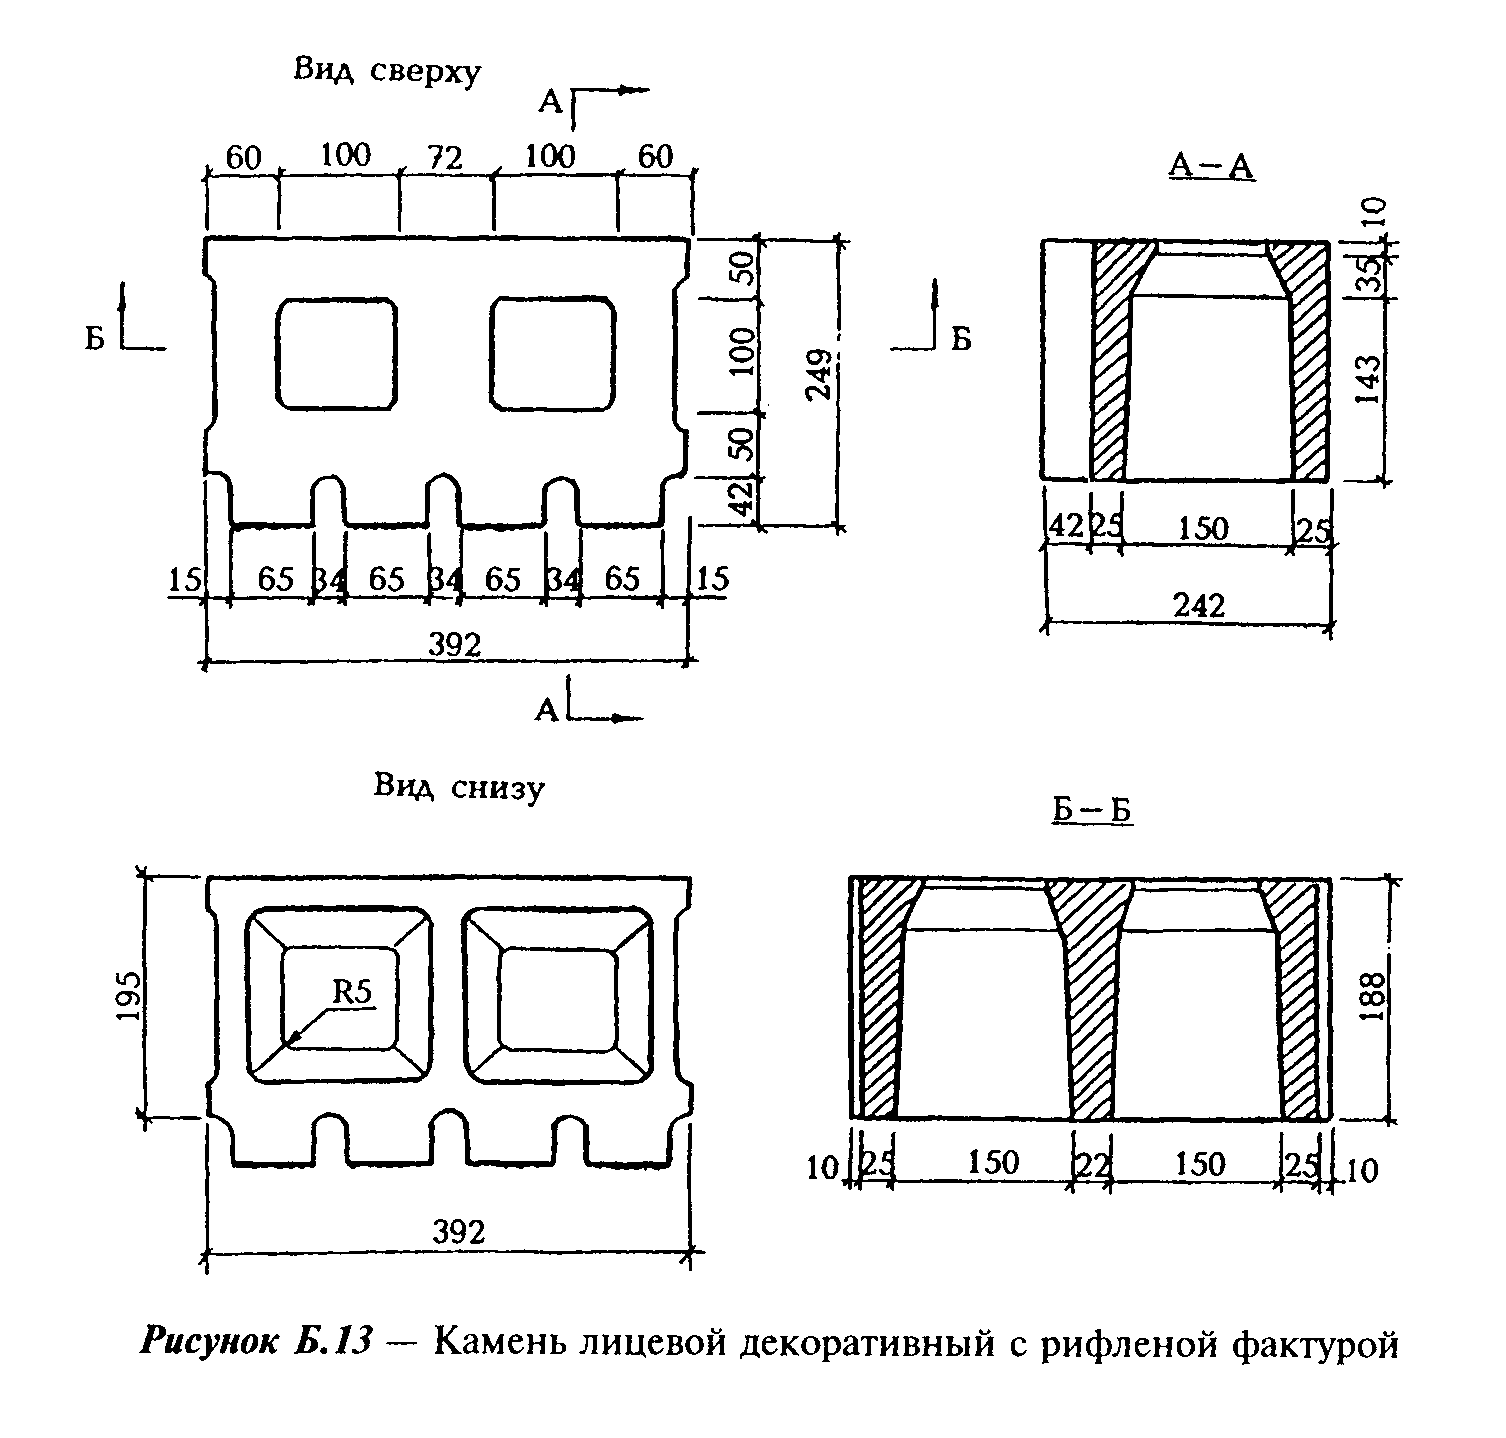 Вид сверху
А
60 100 72 100 60
А – А
10
35
143
50
100
50
42
249
Б
Б
15 65 34 65 34 65 34 65 15
392
42 25 150 25
242
А
Вид снизу
Б – Б
195
R5
188
10 25 150 22 150 25 10
392
Рисунок Б.13 — Камень лицевой декоративный с рифленой фактурой